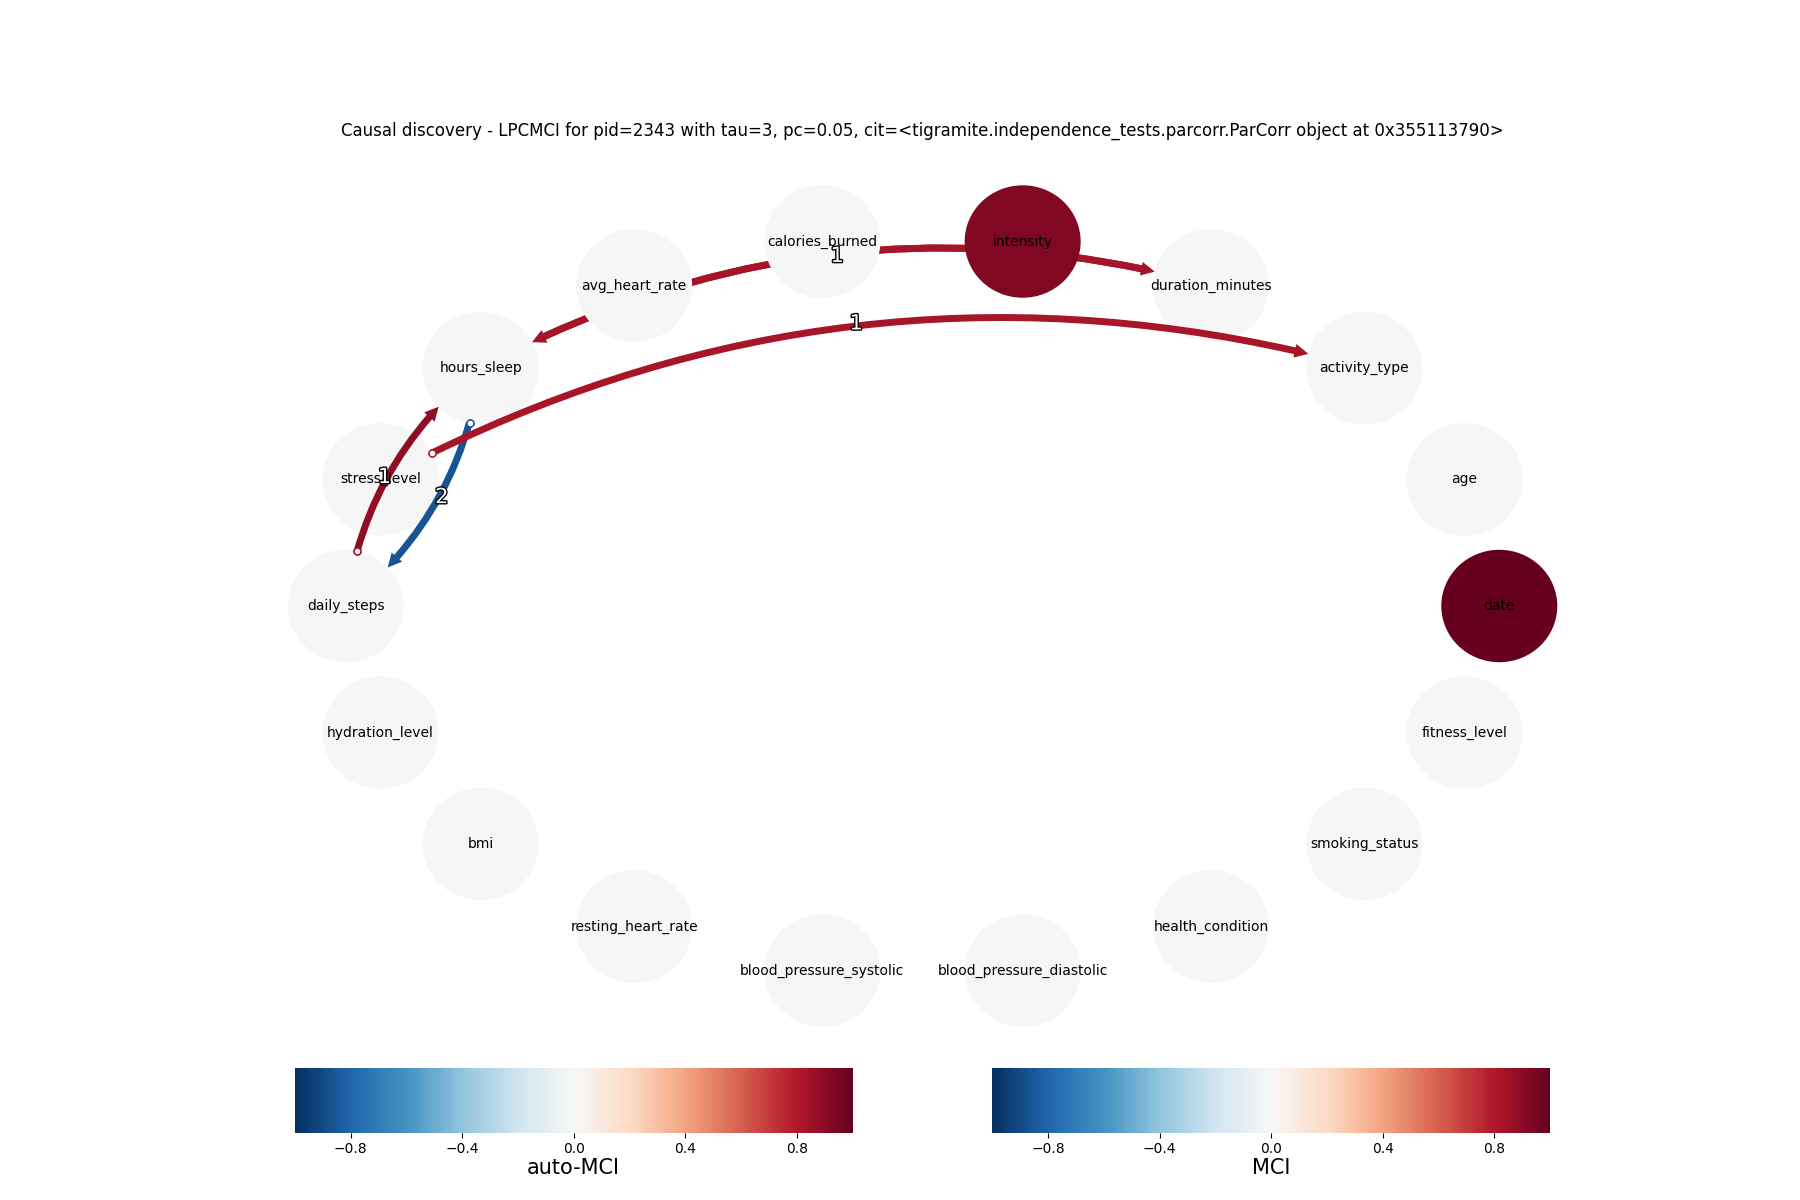 Causal discovery - LPCMCI for pid=2343 with tau=3, pc=0.05, cit=<tigramite.independence_tests.parcorr.ParCorr object at 0x355113790>
calories_burned
intensity
1
avg_heart_rate
duration_minutes
1
hours_sleep
activity_type
stress_level
1
age
2
daily_steps
date
hydration_level
fitness_level
bmi
smoking_status
resting_heart_rate
health_condition
blood_pressure_systolic
blood_pressure_diastolic
−0.8 −0.4 0.0 0.4 0.8
auto-MCI
−0.8 −0.4 0.0 0.4 0.8
MCI